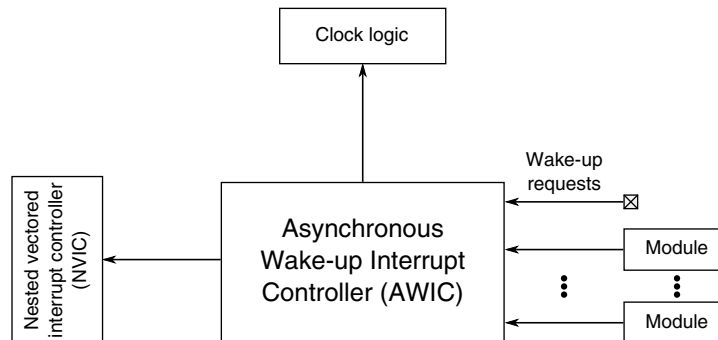 Clock logic
Wake-up
requests
Nested vectored
interrupt controller
(NVIC)
Asynchronous
Wake-up Interrupt
Controller (AWIC)
Module
Module